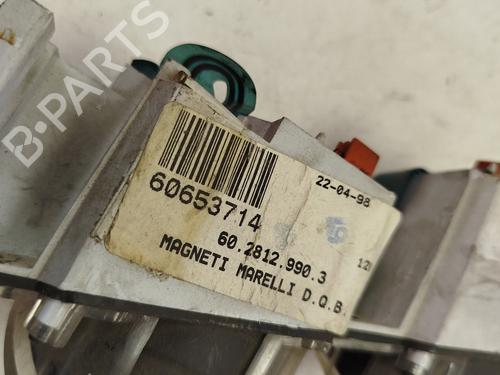 B-PARTS
22-04-98
60653714
60.2812.990.3
MAGNETI MARELLI D.Q.B.